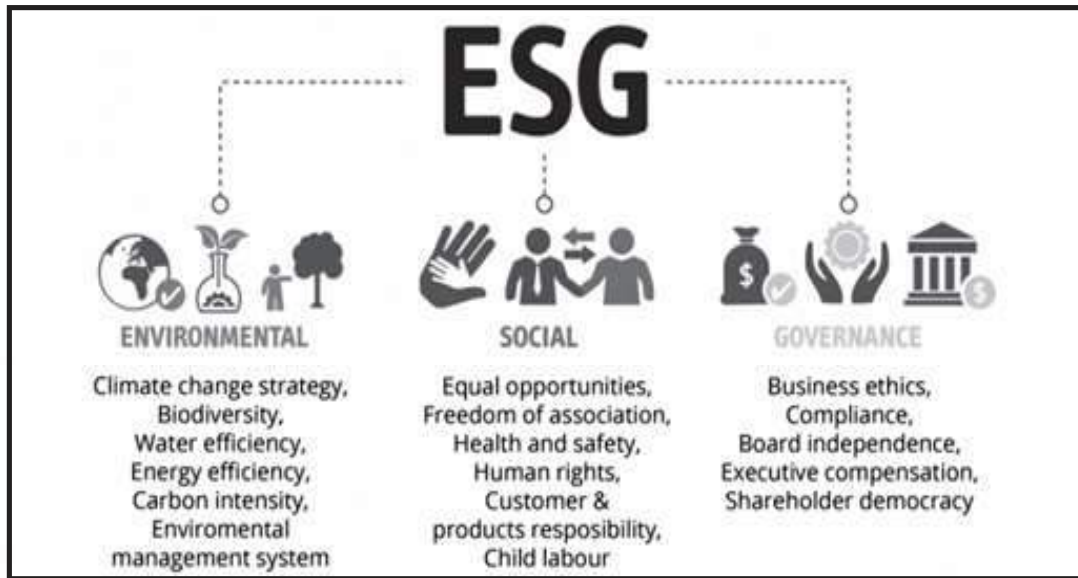 ESG
ENVIRONMENTAL
Climate change strategy,
Biodiversity,
Water efficiency,
Energy efficiency,
Carbon intensity,
Enviromental
management system
SOCIAL
Equal opportunities,
Freedom of association,
Health and safety,
Human rights,
Customer &
products resposibility,
Child labour
$
$
GOVERNANCE
Business ethics,
Compliance,
Board independence,
Executive compensation,
Shareholder democracy